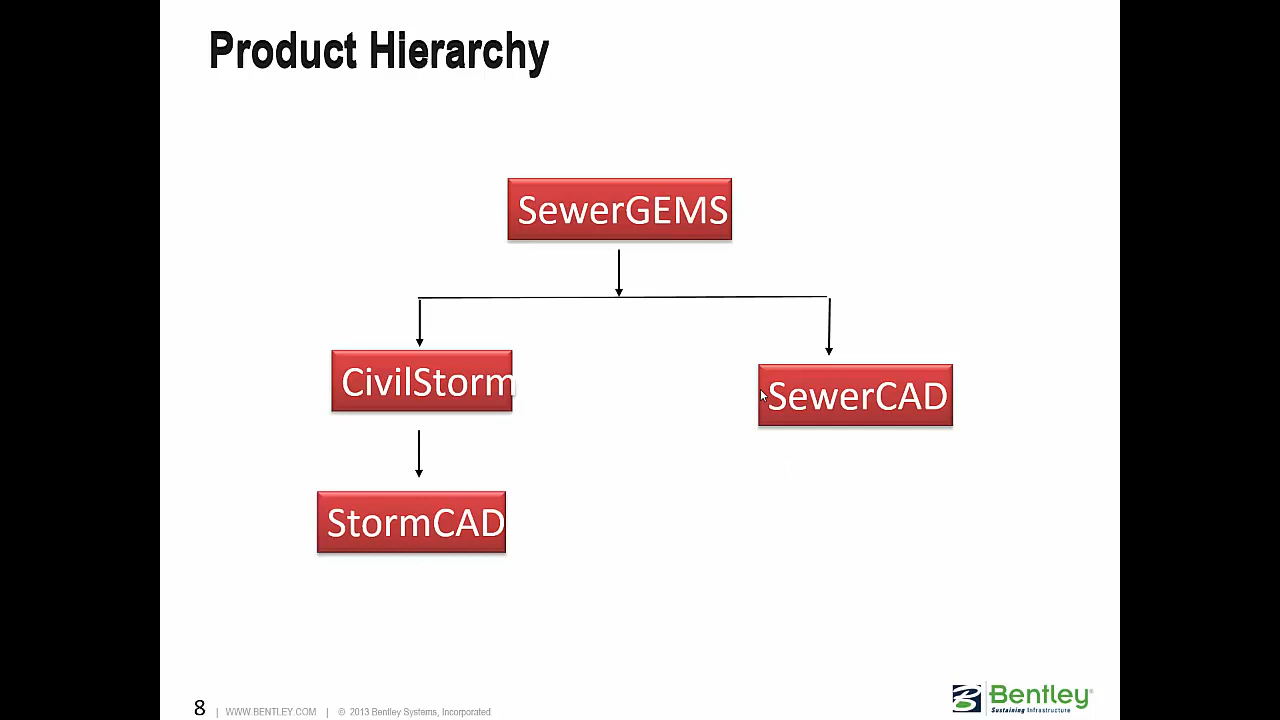 Product Hierarchy
SewerGEMS
CivilStorm
SewerCAD
StormCAD
8 | WWW.BENTLEY.COM | © 2013 Bentley Systems, Incorporated
Bentley®
Sustaining Infrastructure